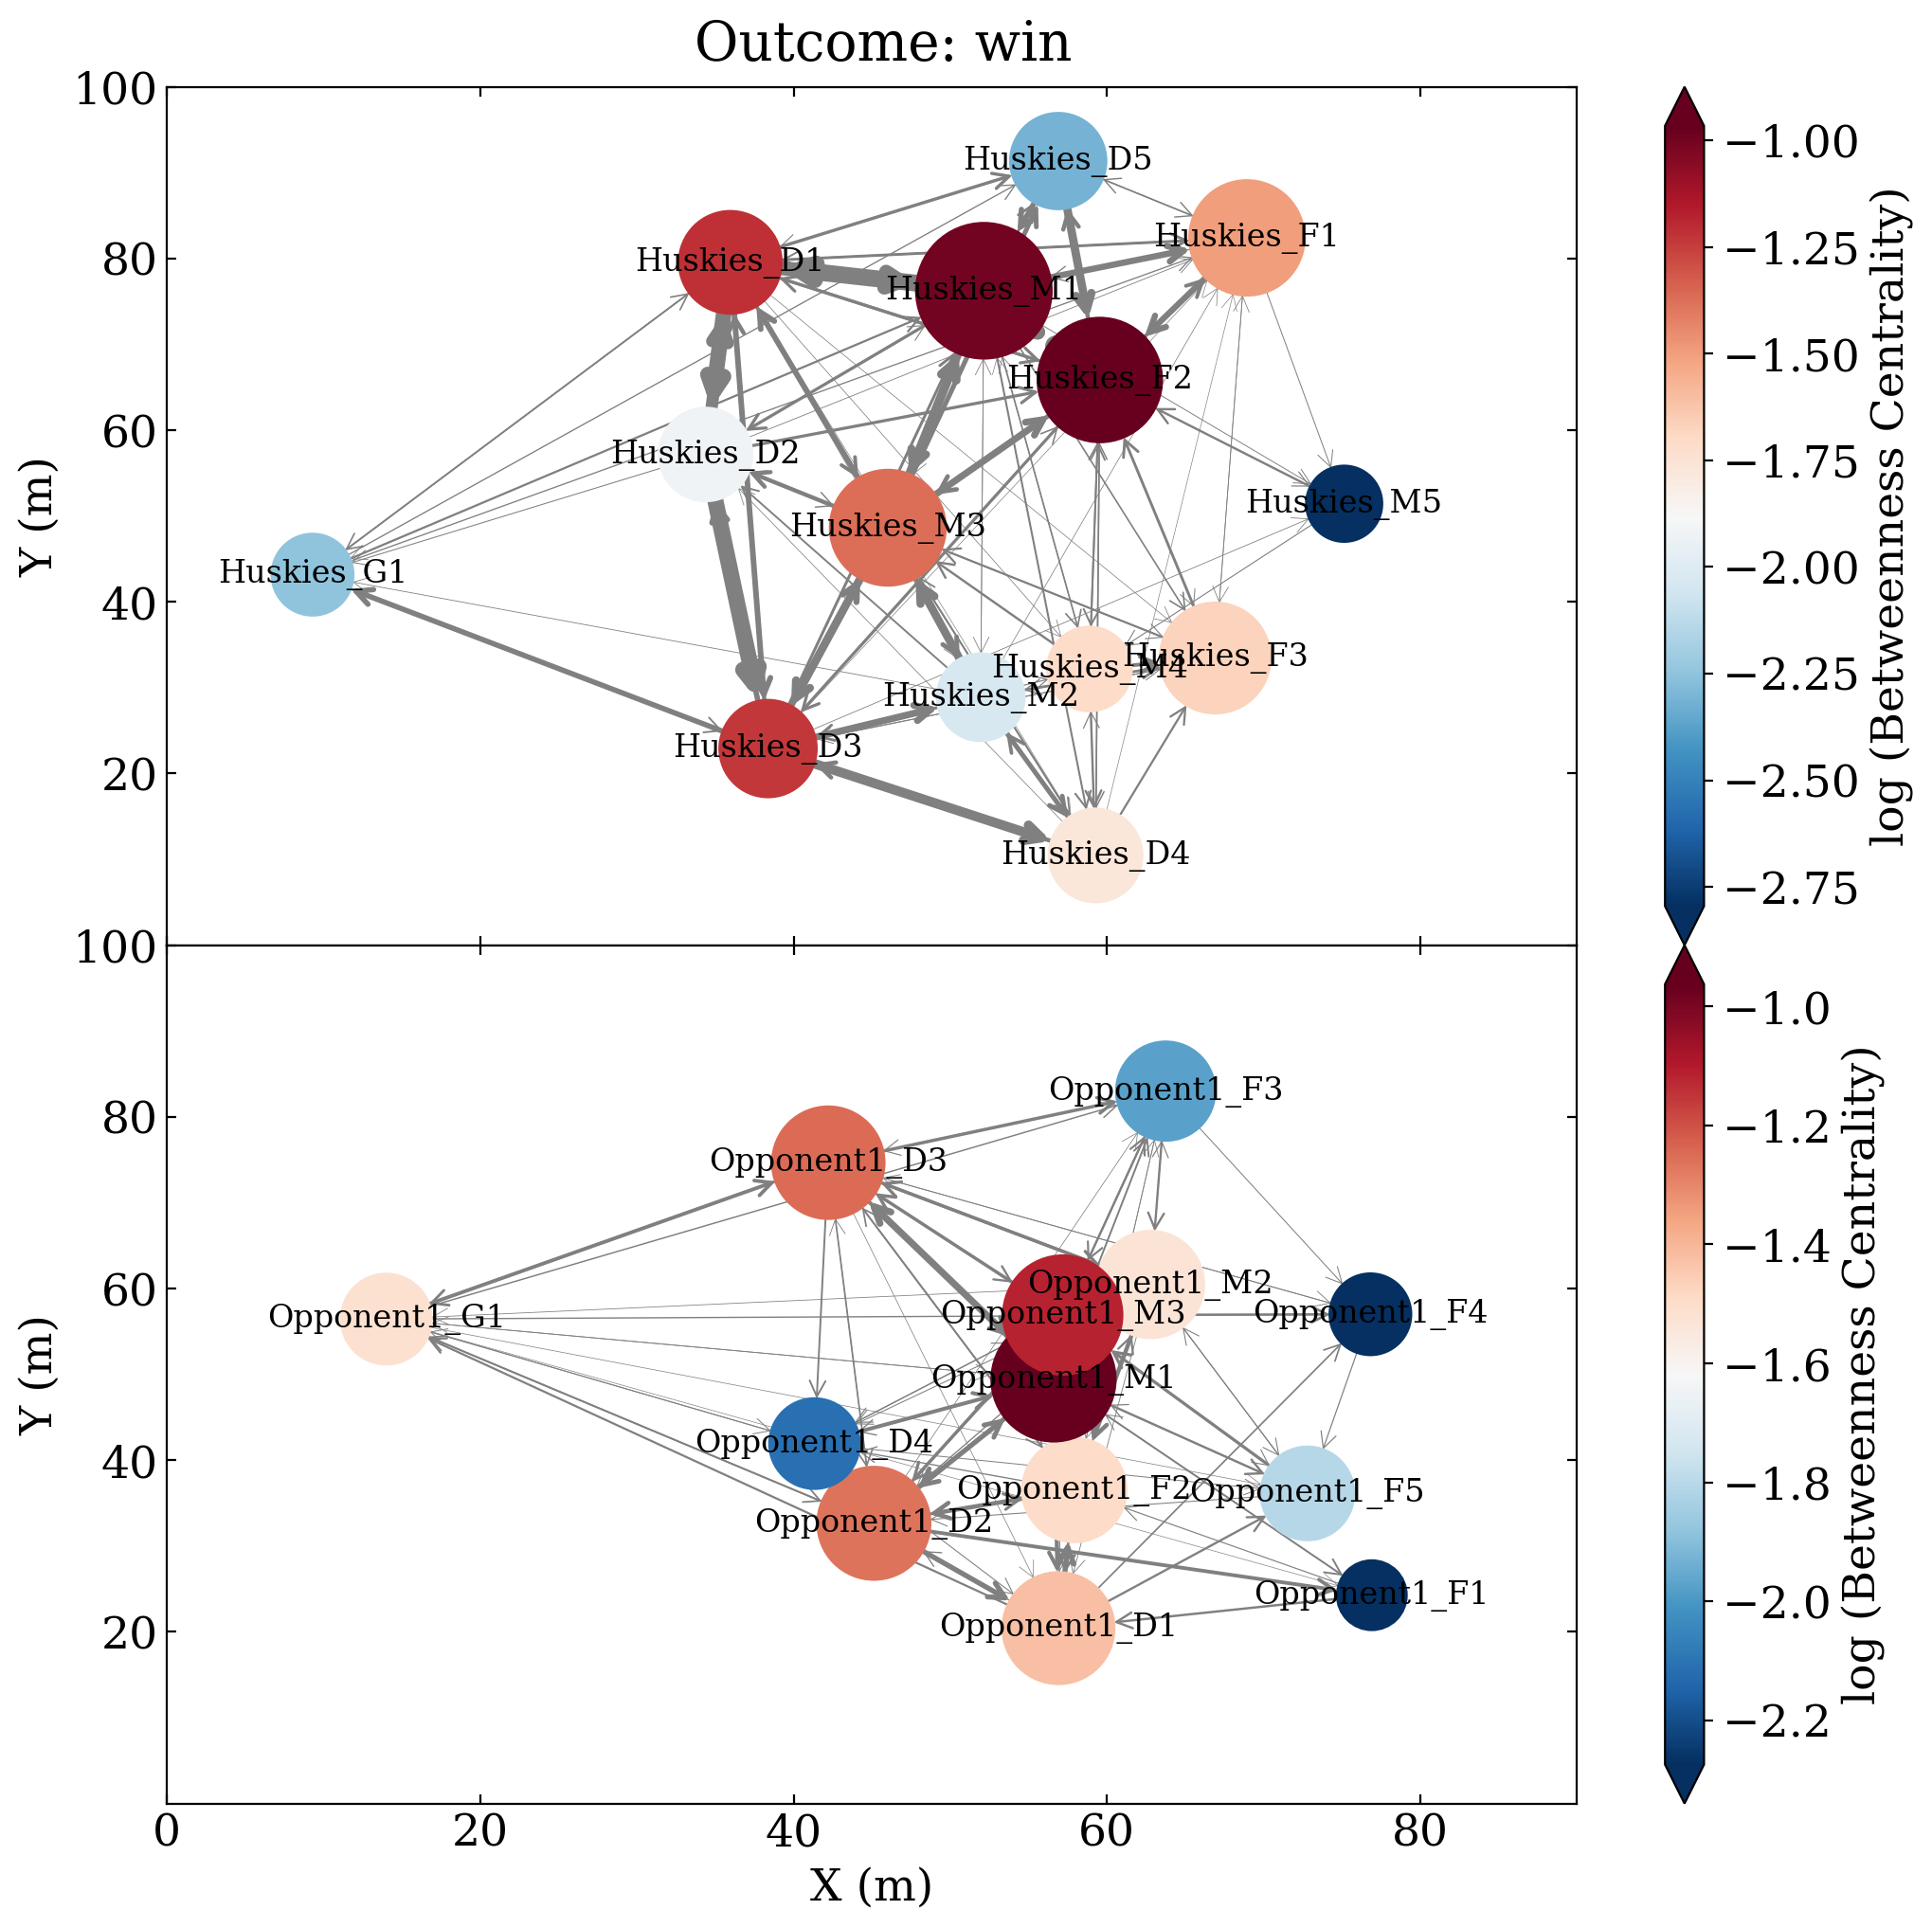 Outcome: win
100
80
60
40
20
Y (m)
Huskies_D5
Huskies_F1
Huskies_D1
Huskies_M1
Huskies_F2
Huskies_D2
Huskies_M5
Huskies_M3
Huskies_G1
Huskies_F3
Huskies_M4
Huskies_M2
Huskies_D3
Huskies_D4
−1.00
−1.25
−1.50
−1.75
−2.00
−2.25
−2.50
−2.75
log (Betweenness Centrality)
100
80
60
40
20
Y (m)
Opponent1_F3
Opponent1_D3
Opponent1_M2
Opponent1_M3
Opponent1_F4
Opponent1_G1
Opponent1_M1
Opponent1_D4
Opponent1_F2
Opponent1_F5
Opponent1_D2
Opponent1_F1
Opponent1_D1
0
20
40
60
80
X (m)
−1.0
−1.2
−1.4
−1.6
−1.8
−2.0
−2.2
log (Betweenness Centrality)